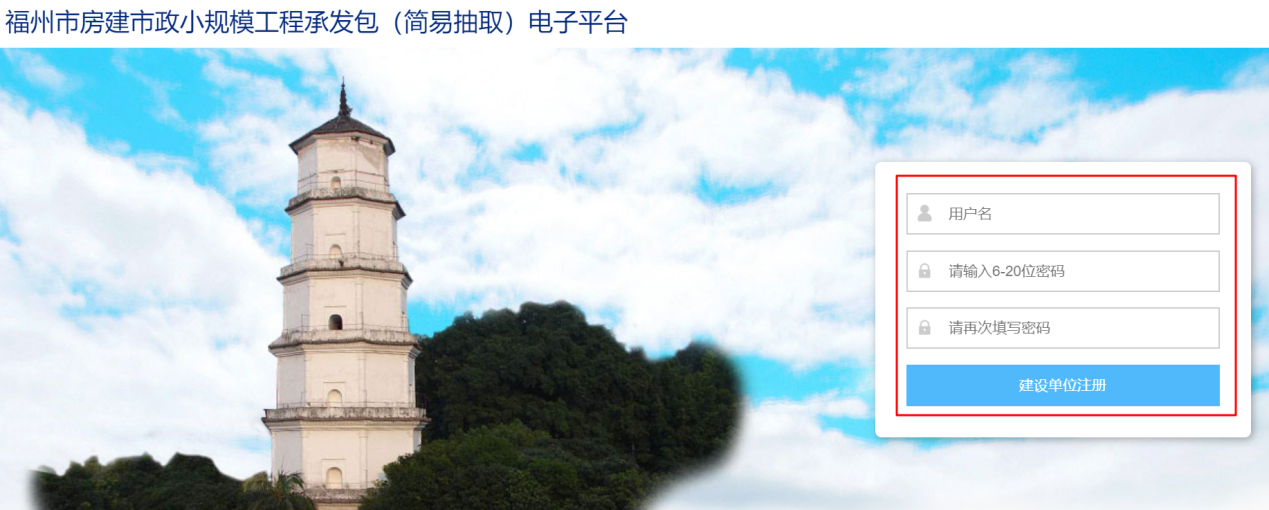 福州市房建市政小规模工程承发包（简易抽取）电子平台
用户名
请输入6-20位密码
请再次填写密码
建设单位注册